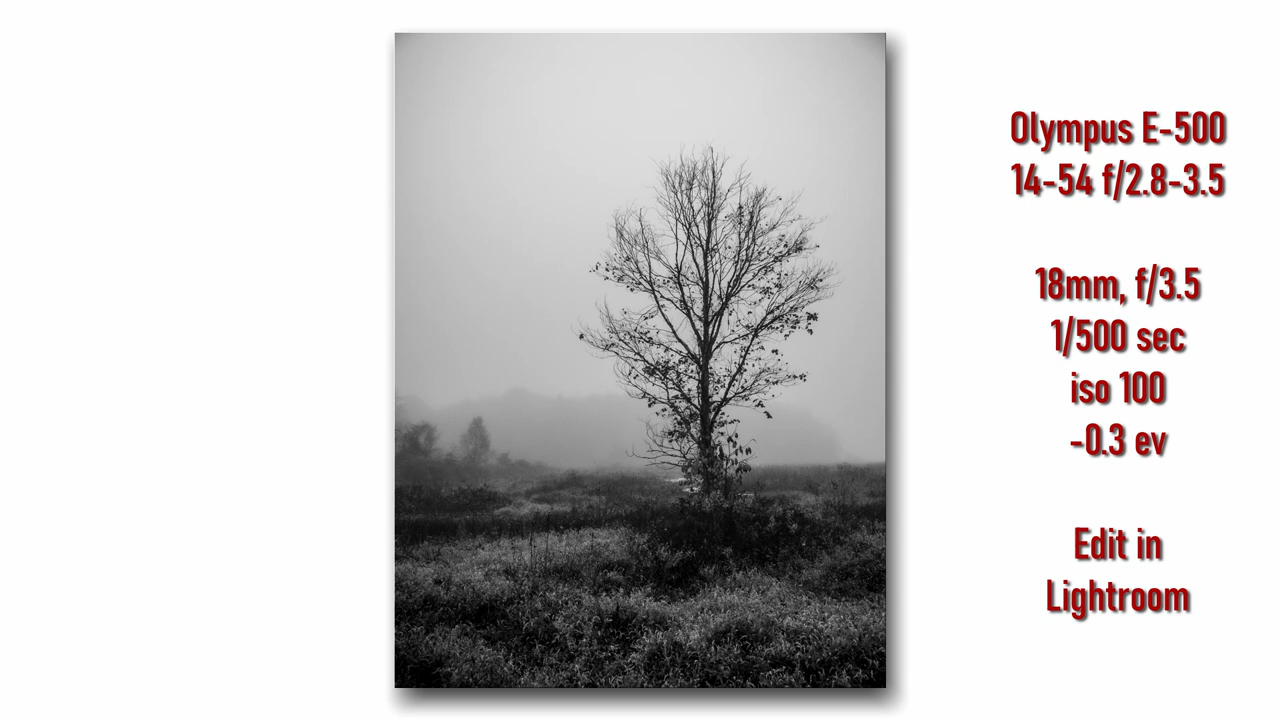 Olympus E-500
14-54 f/2.8-3.5
18mm, f/3.5
1/500 sec
iso 100
-0.3 ev
Edit in
Lightroom